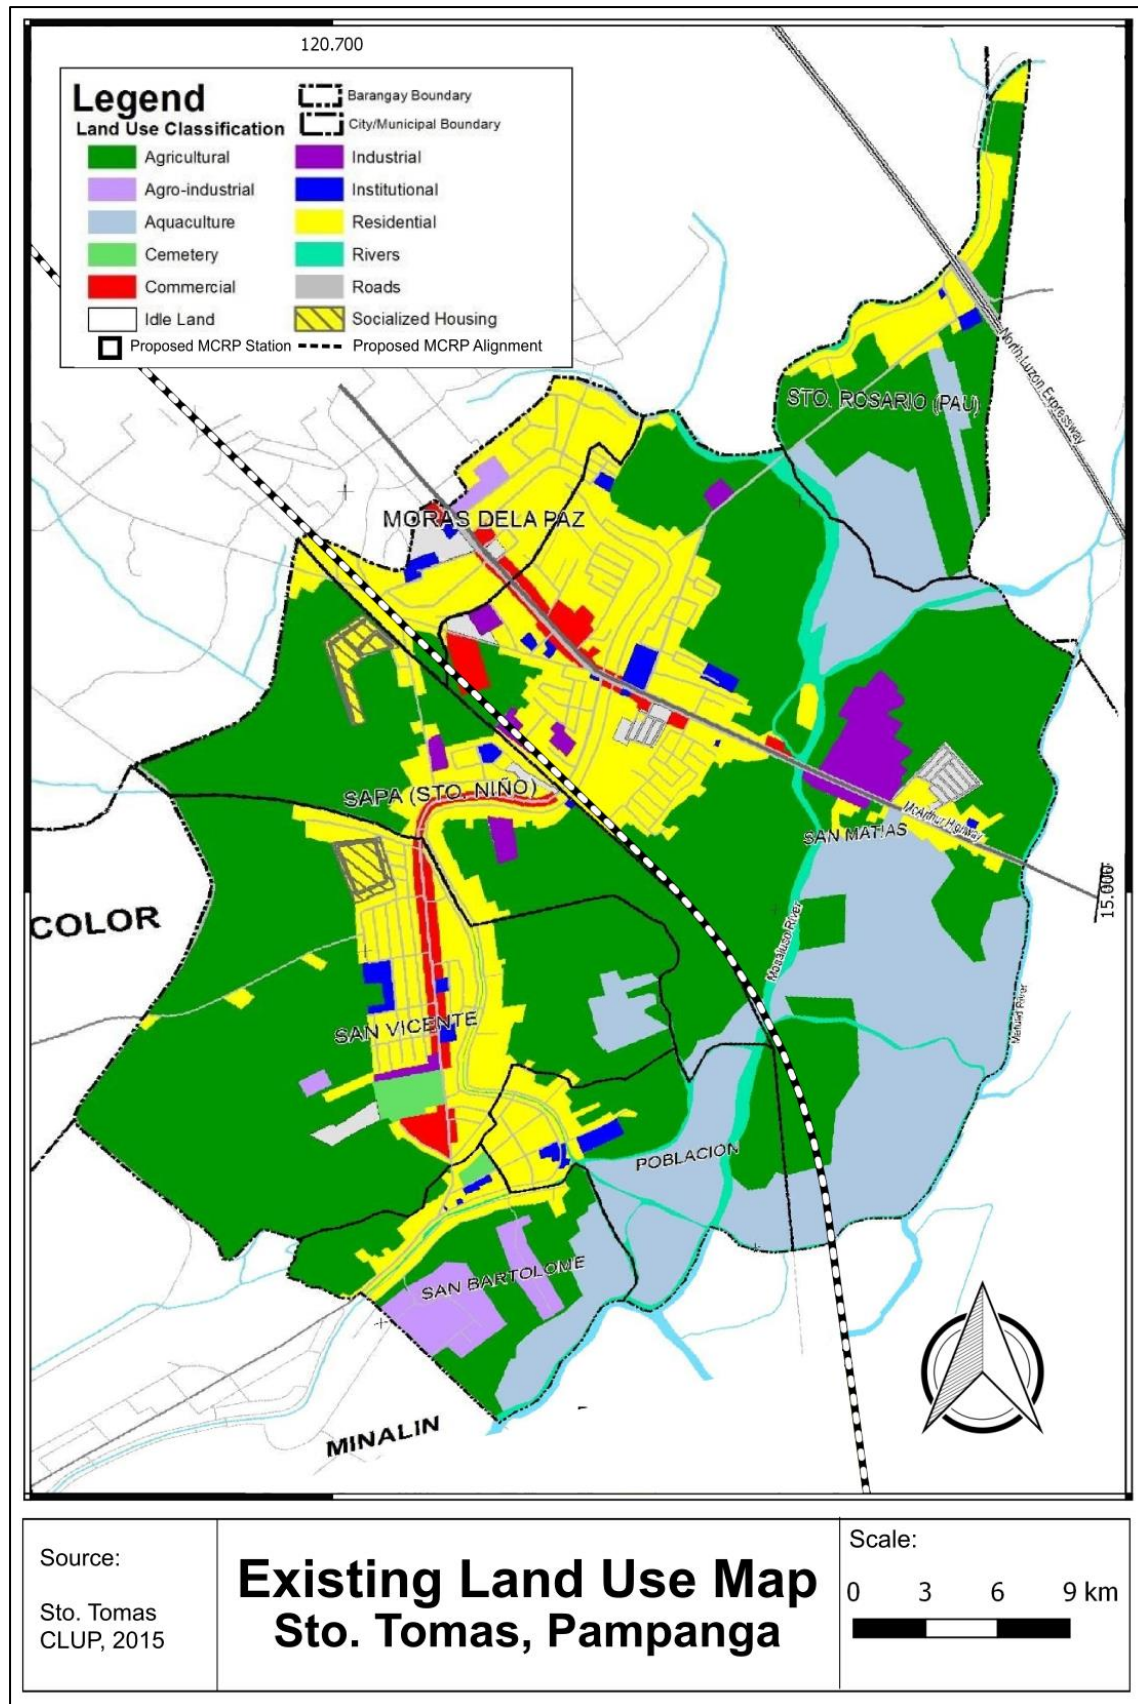 120.700
Legend
Land Use Classification
Agricultural
Agro-industrial
Aquaculture
Cemetery
Commercial
Idle Land
Barangay Boundary
City/Municipal Boundary
Industrial
Institutional
Residential
Rivers
Roads
Socialized Housing
Proposed MCRP Station
Proposed MCRP Alignment
North Luzon Expressway
STO. ROSARIO (PAU)
MORAS DELA PAZ
SAPA (STO. NIÑO)
SAN MATIAS
McArthur Highway
15.000
COLOR
River
SAN VICENTE
River
POBLACION
SAN BARTOLOME
MINALIN
Source:
Sto. Tomas
CLUP, 2015
Existing Land Use Map
Sto. Tomas, Pampanga
Scale:
0 3 6 9 km